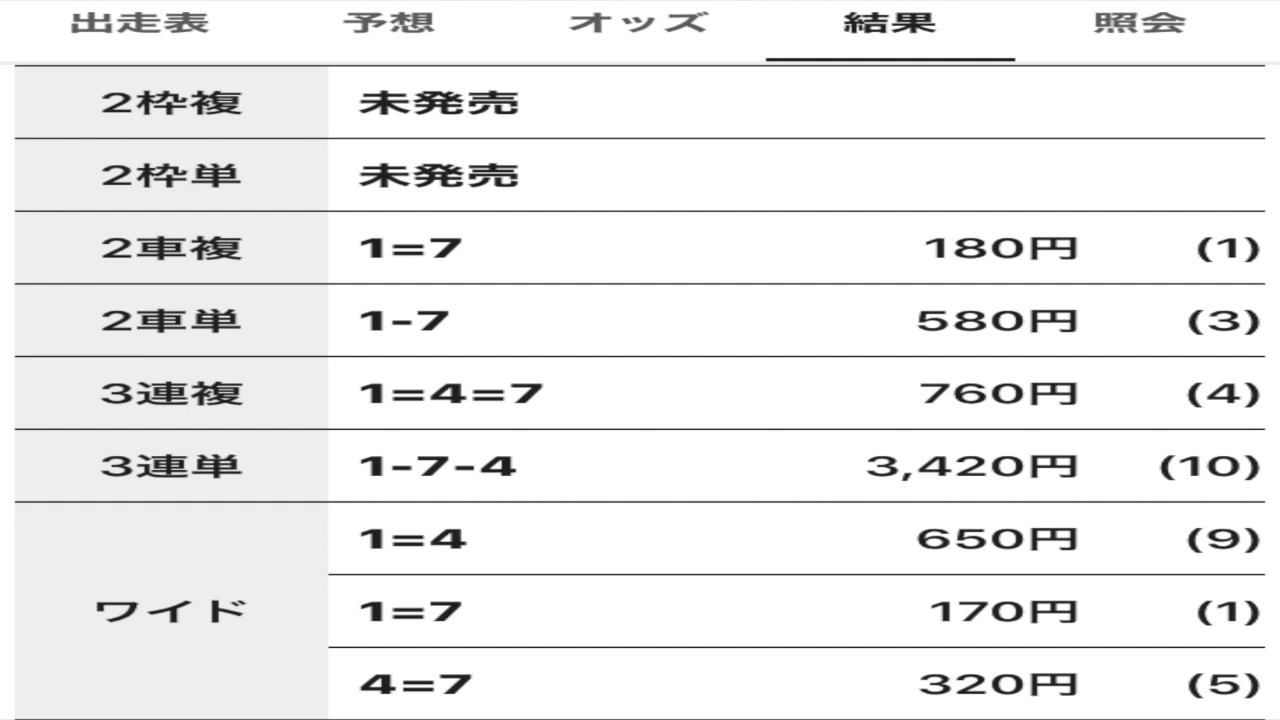 出走表 予想 オッズ 結果 照会
2枠複 未発売
2枠単 未発売
2車複 1=7 180円 (1)
2車単 1-7 580円 (3)
3連複 1=4=7 760円 (4)
3連単 1-7-4 3,420円 (10)
1=4 650円 (9)
ワイド 1=7 170円 (1)
4=7 320円 (5)